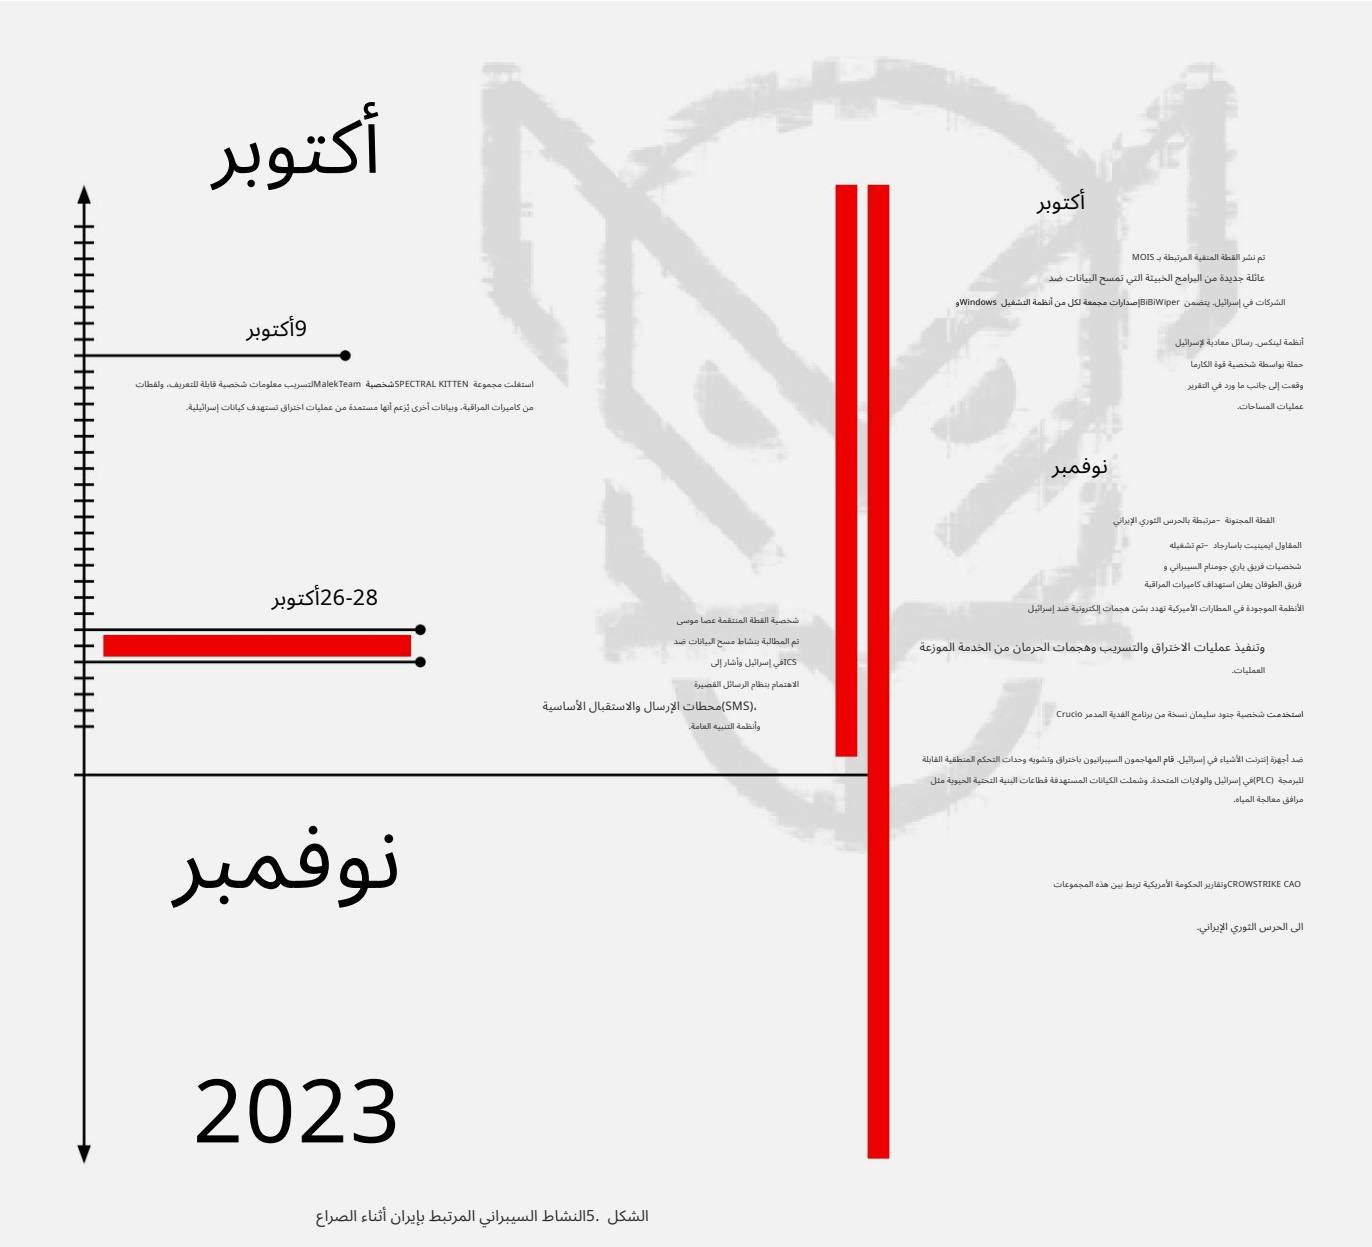 أكتوبر
9أكتوبر
استغلت مجموعة SPECTRAL KITTENشخصية MalekTeamلتسريب معلومات شخصية قابلة للتعريف، ولقطات
من كاميرات المراقبة، وبيانات أخرى يُزعم أنها مستمدة من عمليات اختراق تستهدف كيانات إسرائيلية.
26-28أكتوبر
شخصية القطة المنتقمة عصا موسى
تم المطالبة بنشاط مسح البيانات ضد
ICSفي إسرائيل وأشار إلى
الاهتمام بنظام الرسائل القصيرة
(SMS)،محطات الإرسال والاستقبال الأساسية
وأنظمة التنبيه العامة.
أكتوبر
تم نشر القطة المنفية المرتبطة بـ MOIS
عائلة جديدة من البرامج الخبيثة التي تمسح البيانات ضد
الشركات في إسرائيل. يتضمن BiBiWiperإصدارات مجمعة لكل من أنظمة التشغيل Windowsو
أنظمة لينكس. رسائل معادية لإسرائيل
حملة بواسطة شخصية قوة الكارما
وقعت إلى جانب ما ورد في التقرير
عمليات المساحات.
نوفمبر
القطة المجنونة –مرتبطة بالحرس الثوري الإيراني
المقاول ايمينيت باسارجاد –تم تشغيله
شخصيات فريق ياري جومنام السيبراني و
فريق الطوفان يعلن استهداف كاميرات المراقبة
الأنظمة الموجودة في المطارات الأميركية تهدد بشن هجمات إلكترونية ضد إسرائيل
وتنفيذ عمليات الاختراق والتسريب وهجمات الحرمان من الخدمة الموزعة
العمليات.
استخدمت شخصية جنود سليمان نسخة من برنامج الفدية المدمر Crucio
ضد أجهزة إنترنت الأشياء في إسرائيل. قام المهاجمون السيبرانيون باختراق وتشويه وحدات التحكم المنطقية القابلة
للبرمجة (PLC)في إسرائيل والولايات المتحدة. وشملت الكيانات المستهدفة قطاعات البنية التحتية الحيوية مثل
مرافق معالجة المياه.
CROWSTRIKE CAOوتقارير الحكومة الأمريكية تربط بين هذه المجموعات
الى الحرس الثوري الإيراني.
نوفمبر
2023
الشكل .5النشاط السيبراني المرتبط بإيران أثناء الصراع